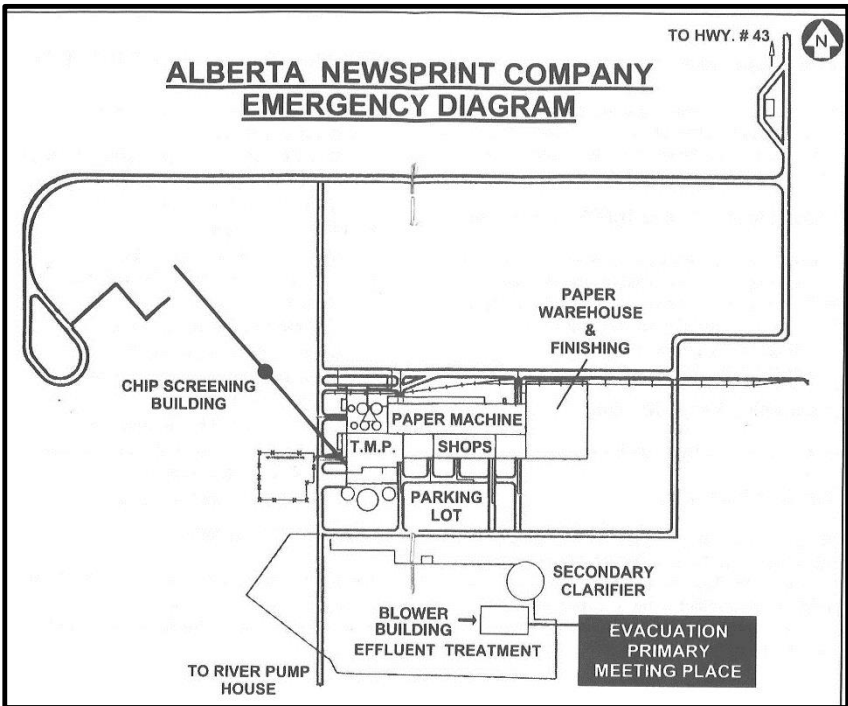 TO HWY. # 43
N
ALBERTA NEWSPRINT COMPANY
EMERGENCY DIAGRAM
PAPER
WAREHOUSE
&
FINISHING
CHIP SCREENING
BUILDING
PAPER MACHINE
T.M.P.
SHOPS
PARKING
LOT
SECONDARY
CLARIFIER
BLOWER
BUILDING
EFFLUENT TREATMENT
EVACUATION
PRIMARY
MEETING PLACE
TO RIVER PUMP
HOUSE